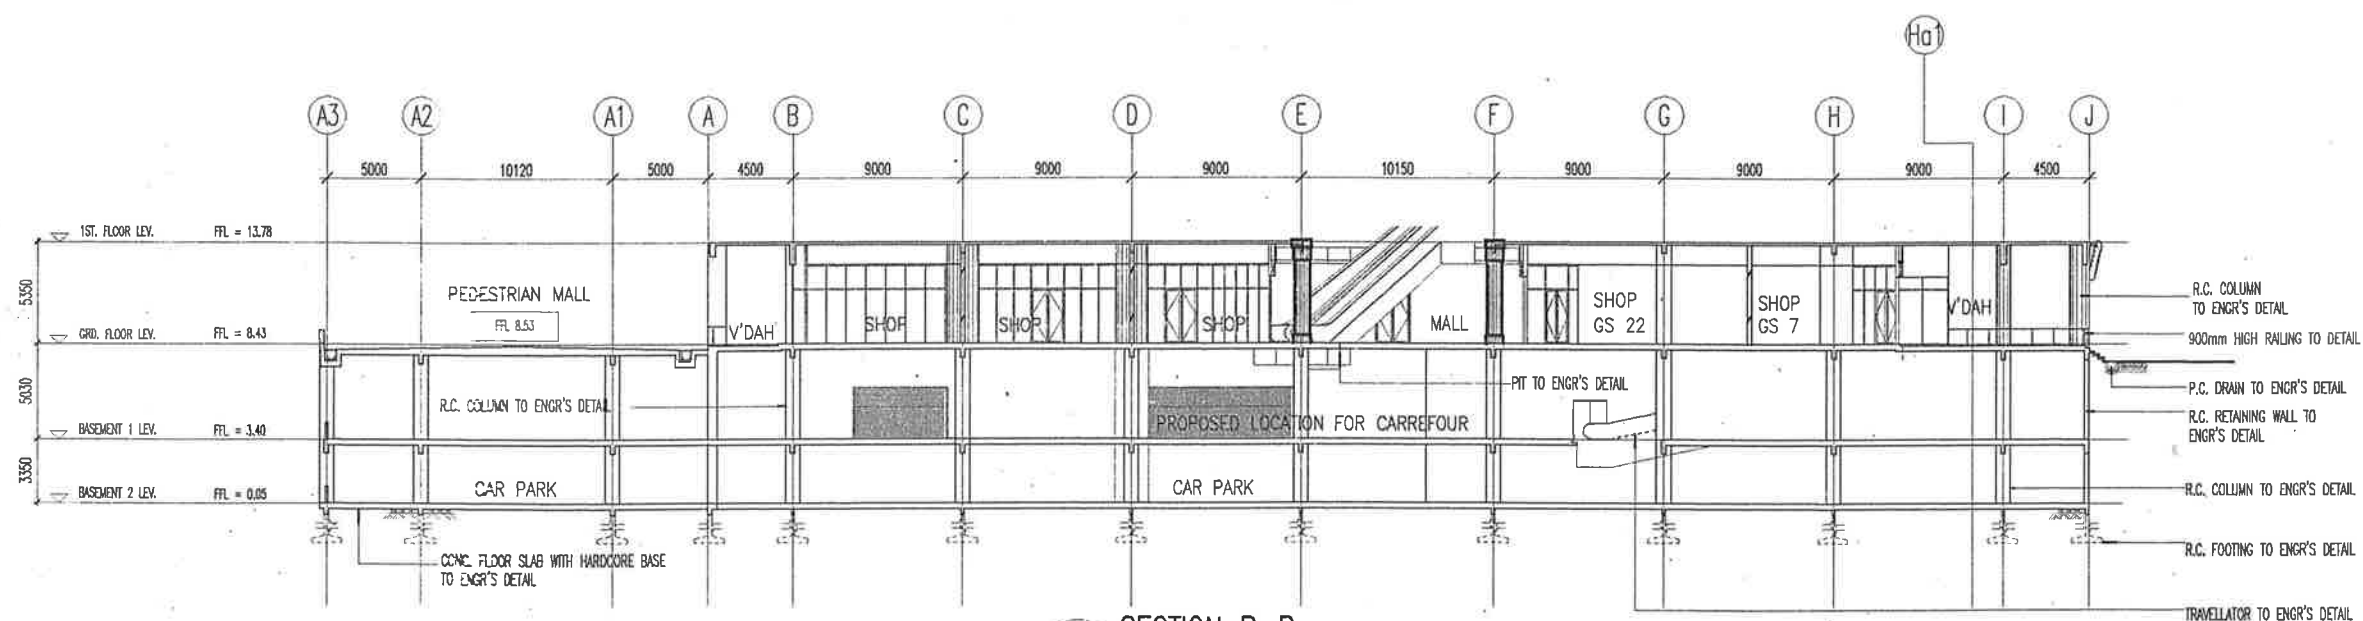 Ha1
A3 A2 A1 A B C D E F G H I J
5000 10120 5000 4500 9000 9000 9000 10150 9000 9000 9000 4500
1ST. FLOOR LEV. FFL = 13.78
5350
PEDESTRIAN MALL
FFL 8.53
GRD. FLOOR LEV. FFL = 8.43
V'DAH
SHOP
SHOP
SHOP
MALL
SHOP
GS 22
SHOP
GS 7
V'DAH
R.C. COLUMN
TO ENGR'S DETAIL
900mm HIGH RAILING TO DETAIL
5030
R.C. COLUMN TO ENGR'S DETAIL
PIT TO ENGR'S DETAIL
PROPOSED LOCATION FOR CARREFOUR
P.C. DRAIN TO ENGR'S DETAIL
R.C. RETAINING WALL TO
ENGR'S DETAIL
BASEMENT 1 LEV. FFL = 3.40
3350
CAR PARK
CAR PARK
BASEMENT 2 LEV. FFL = 0.05
R.C. COLUMN TO ENGR'S DETAIL
CONC. FLOOR SLAB WITH HARDCORE BASE
TO ENGR'S DETAIL
R.C. FOOTING TO ENGR'S DETAIL
TRAVELLATOR TO ENGR'S DETAIL